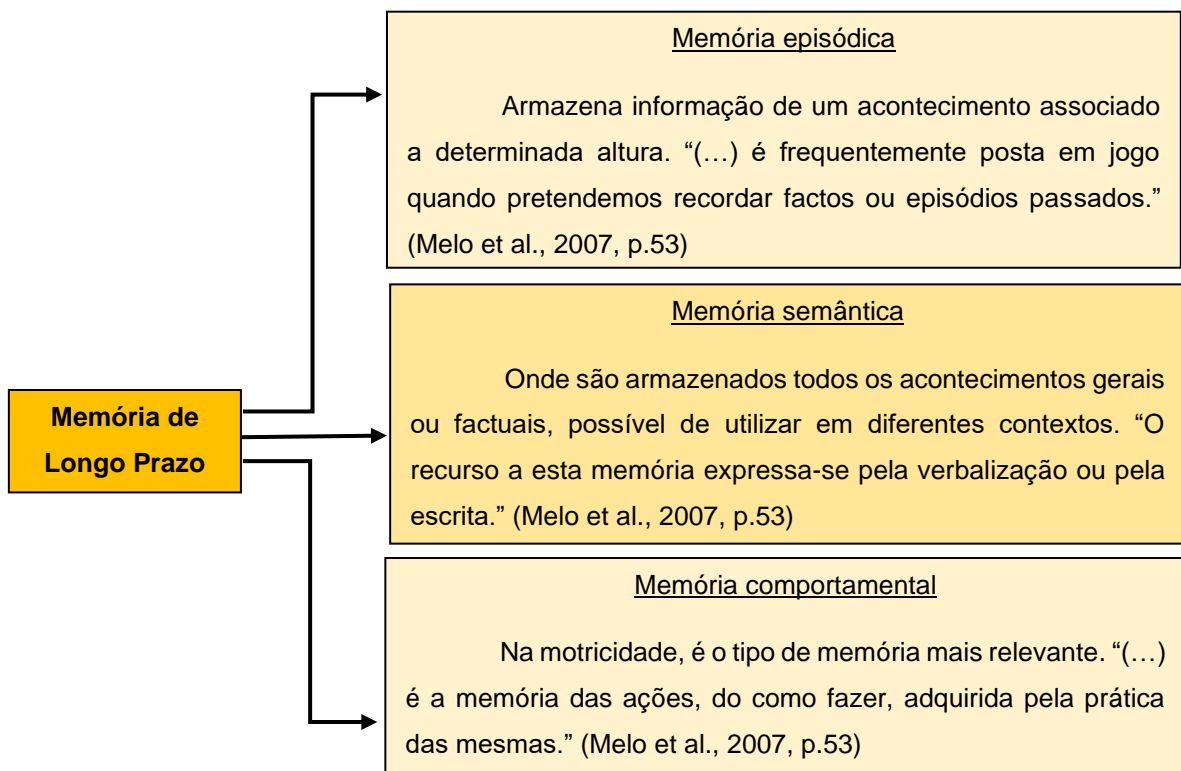 Memória episódica
Armazena informação de um acontecimento associado
a determinada altura. “(…) é frequentemente posta em jogo
quando pretendemos recordar factos ou episódios passados.”
(Melo et al., 2007, p.53)
Memória semântica
Onde são armazenados todos os acontecimentos gerais
ou factuais, possível de utilizar em diferentes contextos. “O
recurso a esta memória expressa-se pela verbalização ou pela
escrita.” (Melo et al., 2007, p.53)
Memória de
Longo Prazo
Memória comportamental
Na motricidade, é o tipo de memória mais relevante. “(…)
é a memória das ações, do como fazer, adquirida pela prática
das mesmas.” (Melo et al., 2007, p.53)